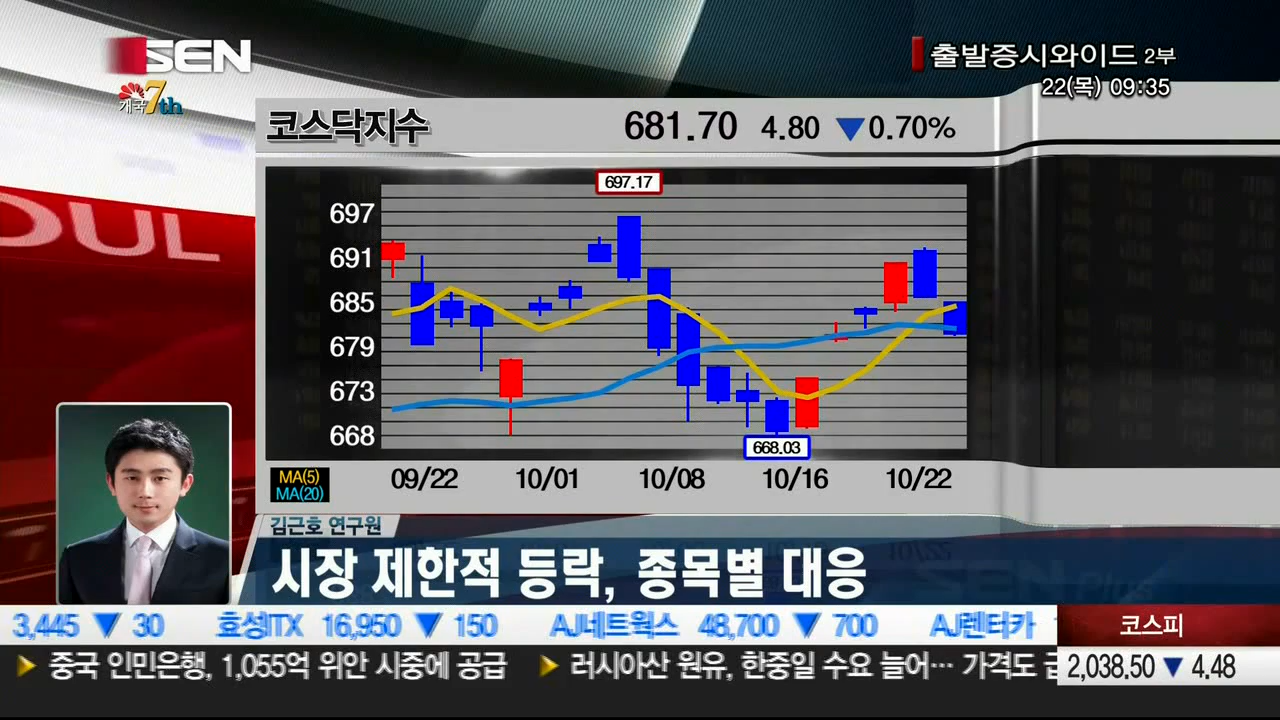 SEN
개국 7th
출발증시와이드 2부
22(목) 09:35
코스닥지수 681.70 4.80 ▼0.70%
697.17
697
691
685
679
673
668
668.03
MA(5)
MA(20)
09/22 10/01 10/08 10/16 10/22
OUL
김근호 연구원
시장 제한적 등락, 종목별 대응
SEN Plus
3,445 ▼ 30 효성ITX 16,950 ▼ 150 AJ네트웍스 48,700 ▼ 700 AJ렌터카
코스피
▶ 중국 인민은행, 1,055억 위안 시중에 공급 ▶ 러시아산 원유, 한중일 수요 늘어… 가격도
2,038.50 ▼ 4.48